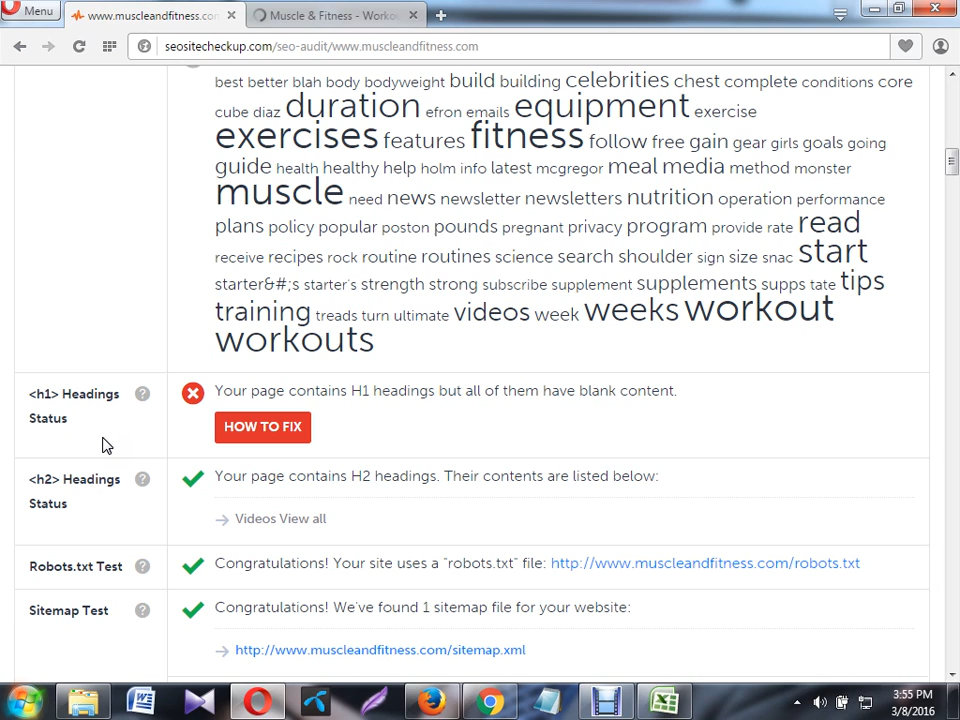 Menu
www.muscleandfitness.com
Muscle & Fitness - Workou
seositecheckup.com/seo-audit/www.muscleandfitness.com
best better blah body bodyweight build building celebrities chest complete conditions core
cube diaz duration efron emails equipment exercise
exercises features fitness follow free gain gear girls goals going
guide health healthy help holm info latest mcgregor meal media method monster
muscle need news newsletter newsletters nutrition operation performance
plans policy popular poston pounds pregnant privacy program provide rate read
receive recipes rock routine routines science search shoulder sign size snac start
starter&#;s starter's strength strong subscribe supplement supplements supps tate tips
training treads turn ultimate videos week weeks workout
workouts
<h1> Headings
Status
Your page contains H1 headings but all of them have blank content.
HOW TO FIX
<h2> Headings
Status
Your page contains H2 headings. Their contents are listed below:
Videos View all
Robots.txt Test
Congratulations! Your site uses a "robots.txt" file: http://www.muscleandfitness.com/robots.txt
Sitemap Test
Congratulations! We've found 1 sitemap file for your website:
http://www.muscleandfitness.com/sitemap.xml
3:55 PM
3/8/2016